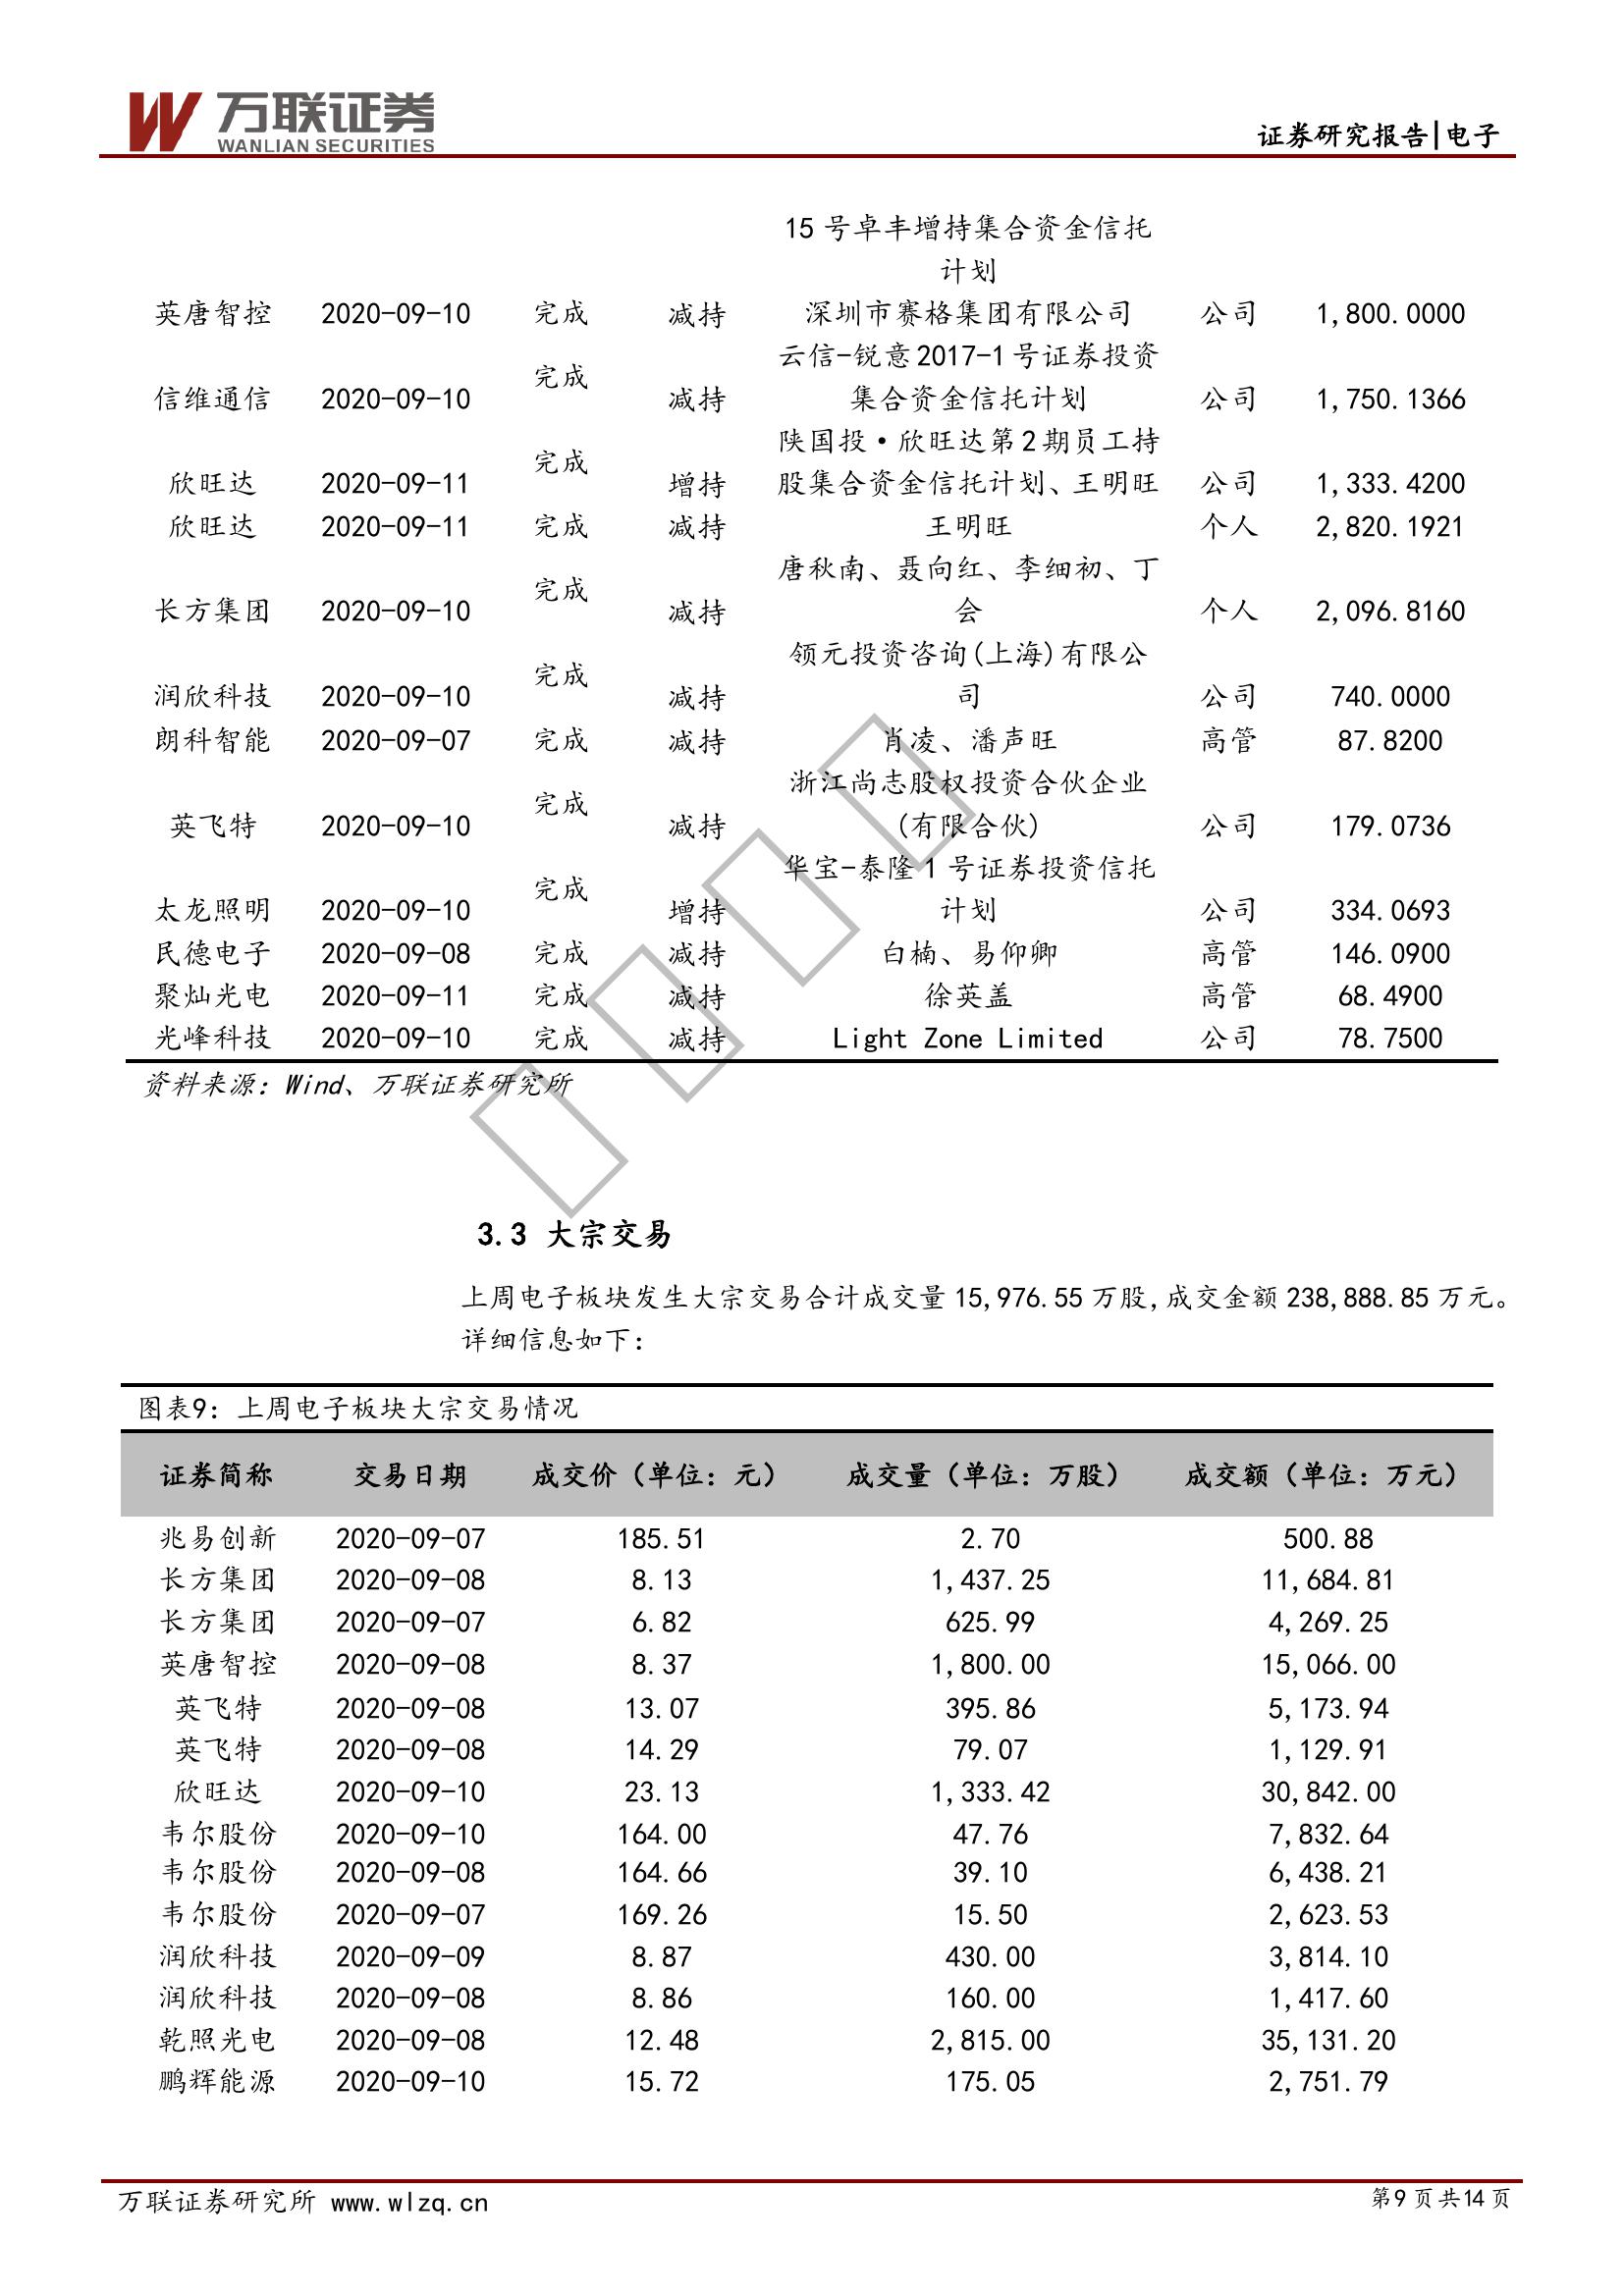 万联证券
WANLIAN SECURITIES
证券研究报告|电子
15 号卓丰增持集合资金信托
计划
英唐智控 2020-09-10 完成 减持 深圳市赛格集团有限公司 公司 1,800.0000
云信-锐意2017-1号证券投资
信维通信 2020-09-10 完成 减持 集合资金信托计划 公司 1,750.1366
陕国投·欣旺达第2期员工持
欣旺达 2020-09-11 完成 增持 股集合资金信托计划、王明旺 公司 1,333.4200
欣旺达 2020-09-11 完成 减持 王明旺 个人 2,820.1921
唐秋南、聂向红、李细初、丁
长方集团 2020-09-10 完成 减持 会 个人 2,096.8160
领元投资咨询(上海)有限公
润欣科技 2020-09-10 完成 减持 司 公司 740.0000
朗科智能 2020-09-07 完成 减持 肖凌、潘声旺 高管 87.8200
浙江尚志股权投资合伙企业
英飞特 2020-09-10 完成 减持 (有限合伙) 公司 179.0736
华宝-泰隆1号证券投资信托
太龙照明 2020-09-10 完成 增持 计划 公司 334.0693
民德电子 2020-09-08 完成 减持 白楠、易仰卿 高管 146.0900
聚灿光电 2020-09-11 完成 减持 徐英盖 高管 68.4900
光峰科技 2020-09-10 完成 减持 Light Zone Limited 公司 78.7500
资料来源：Wind、万联证券研究所
3.3 大宗交易
上周电子板块发生大宗交易合计成交量 15,976.55 万股,成交金额 238,888.85 万元。
详细信息如下：
图表9：上周电子板块大宗交易情况
证券简称 交易日期 成交价（单位：元） 成交量（单位：万股） 成交额（单位：万元）
兆易创新 2020-09-07 185.51 2.70 500.88
长方集团 2020-09-08 8.13 1,437.25 11,684.81
长方集团 2020-09-07 6.82 625.99 4,269.25
英唐智控 2020-09-08 8.37 1,800.00 15,066.00
英飞特 2020-09-08 13.07 395.86 5,173.94
英飞特 2020-09-08 14.29 79.07 1,129.91
欣旺达 2020-09-10 23.13 1,333.42 30,842.00
韦尔股份 2020-09-10 164.00 47.76 7,832.64
韦尔股份 2020-09-08 164.66 39.10 6,438.21
韦尔股份 2020-09-07 169.26 15.50 2,623.53
润欣科技 2020-09-09 8.87 430.00 3,814.10
润欣科技 2020-09-08 8.86 160.00 1,417.60
乾照光电 2020-09-08 12.48 2,815.00 35,131.20
鹏辉能源 2020-09-10 15.72 175.05 2,751.79
万联证券研究所 www.wlzq.cn
第9页共14页